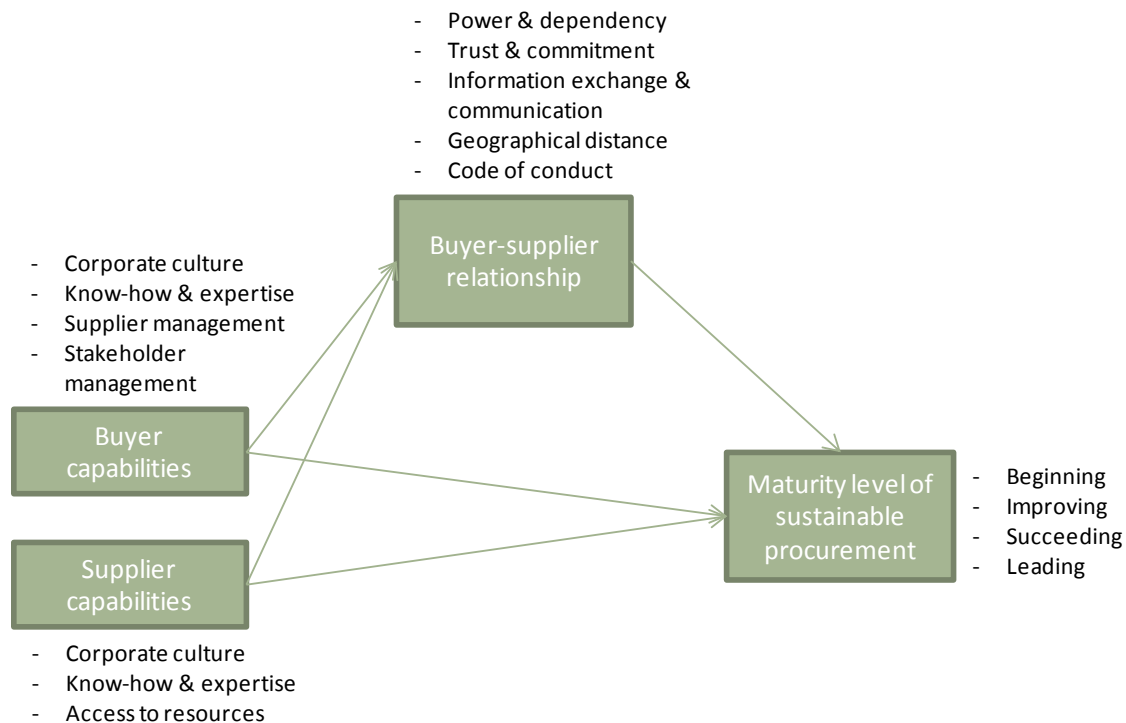 - Power & dependency
- Trust & commitment
- Information exchange &
communication
- Geographical distance
- Code of conduct
Buyer-supplier
relationship
- Corporate culture
- Know-how & expertise
- Supplier management
- Stakeholder
management
Buyer
capabilities
Maturity level of
sustainable
procurement
- Beginning
- Improving
- Succeeding
- Leading
Supplier
capabilities
- Corporate culture
- Know-how & expertise
- Access to resources